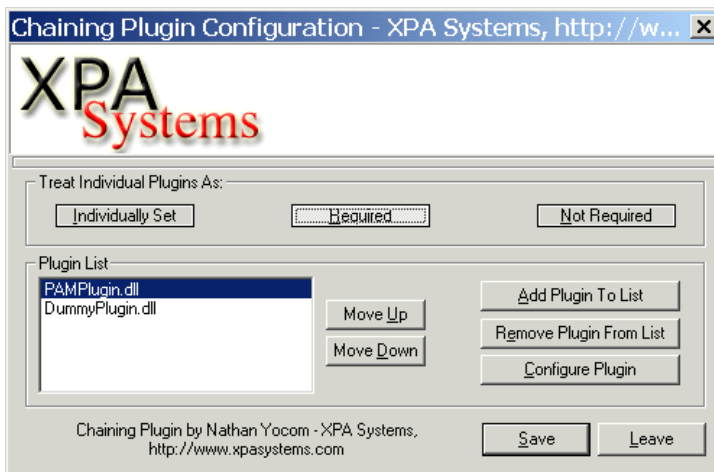 Chaining Plugin Configuration - XPA Systems, http://w...
XPA
Systems
Treat Individual Plugins As:
Individually Set
Required
Not Required
Plugin List
PAMPlugin.dll
DummyPlugin.dll
Move Up
Move Down
Add Plugin To List
Remove Plugin From List
Configure Plugin
Chaining Plugin by Nathan Yocom - XPA Systems,
http://www.xpasystems.com
Save
Leave